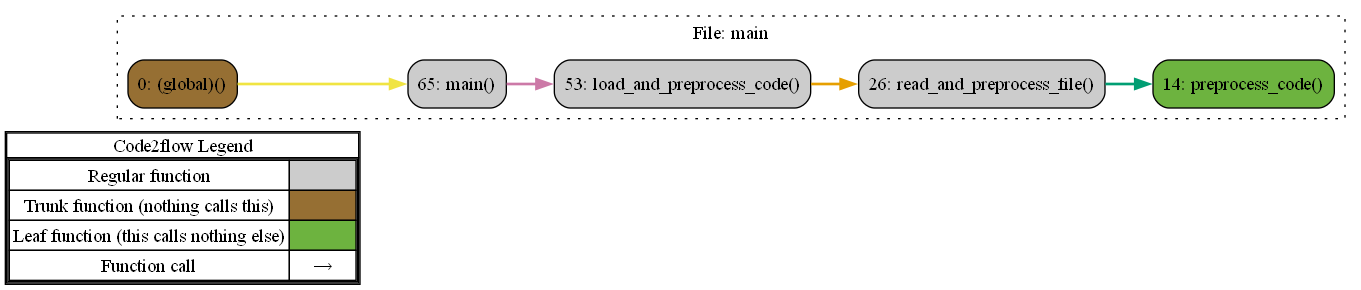 File: main
0: (global)()
65: main()
53: load_and_preprocess_code()
26: read_and_preprocess_file()
14: preprocess_code()
Code2flow Legend
Regular function
Trunk function (nothing calls this)
Leaf function (this calls nothing else)
Function call →